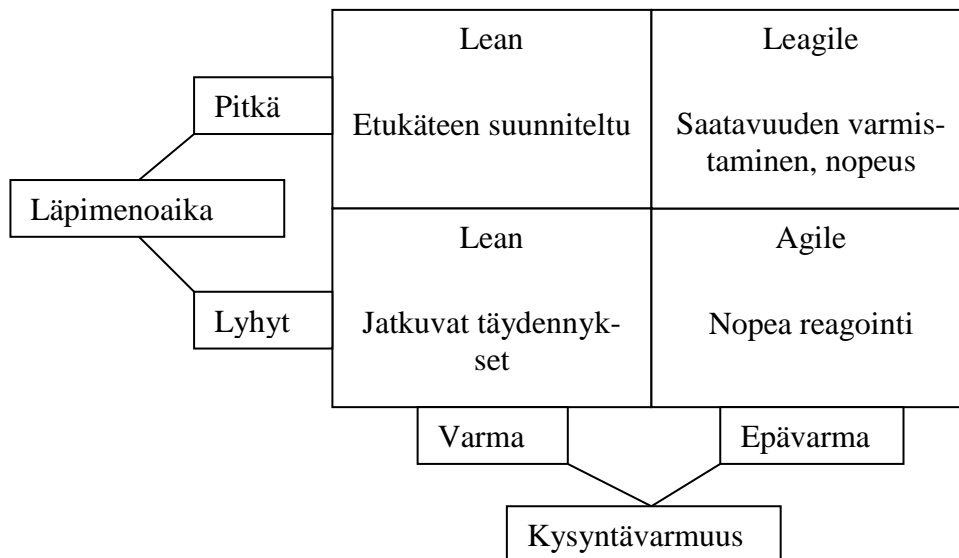 Lean
Leagile
Pitkä
Etukäteen suunniteltu
Saatavuuden varmis-
taminen, nopeus
Läpimenoaika
Lean
Agile
Lyhyt
Jatkuvat täydennyk-
set
Nopea reagointi
Varma
Epävarma
Kysyntävarmuus